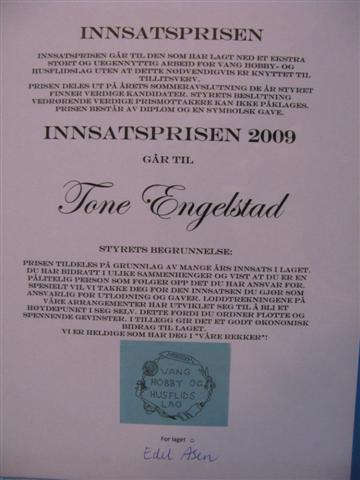 INNSATSPRISEN
INNSATSPRISEN GÅR TIL DEN SOM HAR LAGT NED ET EKSTRA
STORT OG UEGENNYTTIG ARBEID FOR VANG HOBBY- OG
HUSFLIDSLAG UTEN AT DETTE NØDVENDIGVIS ER KNYTTET TIL
TILLITSVERV.
PRISEN DELES UT PÅ ÅRETS SOMMERAVSLUTNING DE ÅR STYRET
FINNER VERDIGE KANDIDATER. STYRETS BESLUTNING
VEDRØRENDE VERDIGE PRISMOTTAKERE KAN IKKE PÅKLAGES.
PRISEN BESTÅR AV DIPLOM OG EN SYMBOLSK GAVE.
INNSATSPRISEN 2009
GÅR TIL
Tone Engelstad
STYRETS BEGRUNNELSE:
PRISEN TILDELES PÅ GRUNNLAG AV MANGE ÅRS INNSATS I LAGET.
DU HAR BIDRATT I ULIKE SAMMENHENGER OG VIST AT DU ER EN
PÅLITELIG PERSON SOM FØLGER OPP DET DU HAR ANSVAR FOR.
SPESIELT VIL VI TAKKE DEG FOR DEN INNSATSEN DU GJØR SOM
ANSVARLIG FOR UTLODNING OG GAVER. LODDTREKNINGENE PÅ
VÅRE ARRANGEMENTER HAR UTVIKLET SEG TIL Å BLI ET
HØYDEPUNKT I SEG SELV. DETTE FORDI DU ORDNER FLOTTE OG
SPENNENDE GEVINSTER. I TILLEGG GIR DET ET GODT ØKONOMISK
BIDRAG TIL LAGET.
VI ER HELDIGE SOM HAR DEG I "VÅRE REKKER"!
VANG
HOBBY OG
HUSFLIDS
LAG
For laget
Edel Åsen